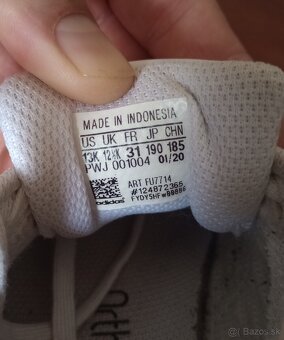 MADE IN INDONESIA
US UK FR JP CHN
13K 12½K 31 190 185
PWJ 001004 01/20
ART FU7714
#124872365
adidas
Orth
© Bazos.sk